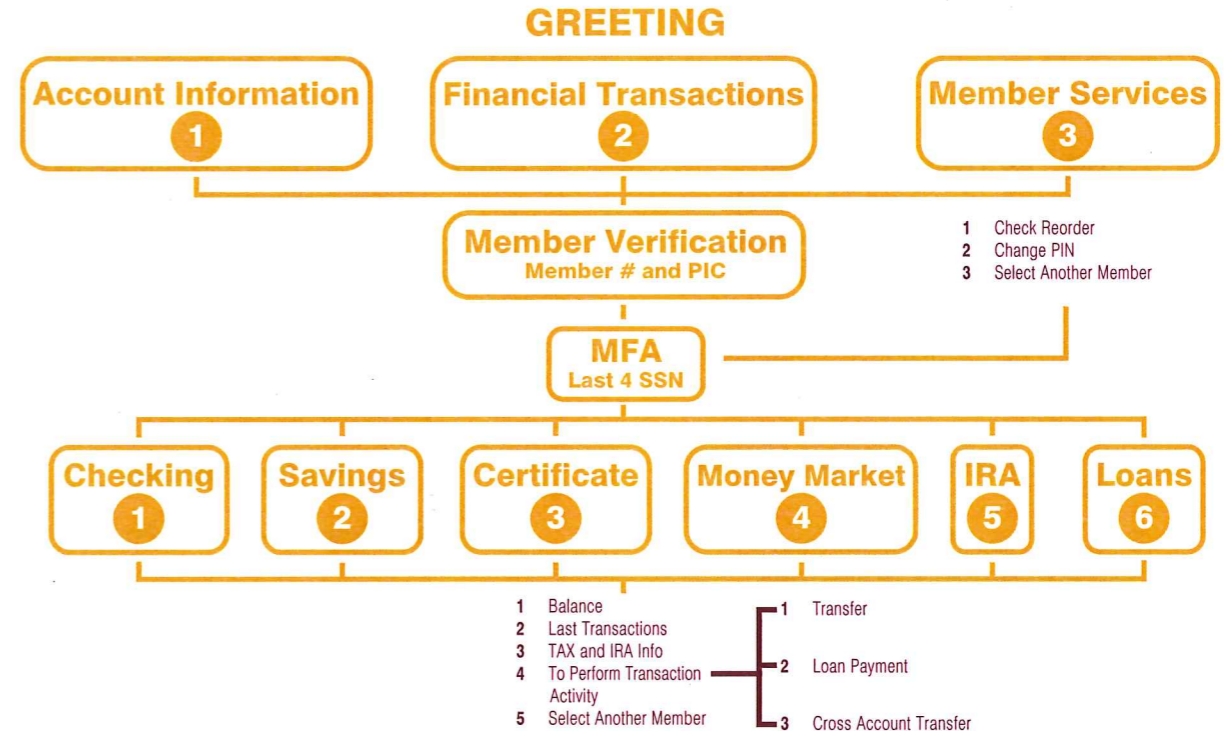 GREETING
Account Information
1
Financial Transactions
2
Member Services
3
Member Verification
Member # and PIC
1 Check Reorder
2 Change PIN
3 Select Another Member
MFA
Last 4 SSN
Checking
1
Savings
2
Certificate
3
Money Market
4
IRA
5
Loans
6
1 Balance
2 Last Transactions
3 TAX and IRA Info
4 To Perform Transaction
Activity
5 Select Another Member
1 Transfer
2 Loan Payment
3 Cross Account Transfer